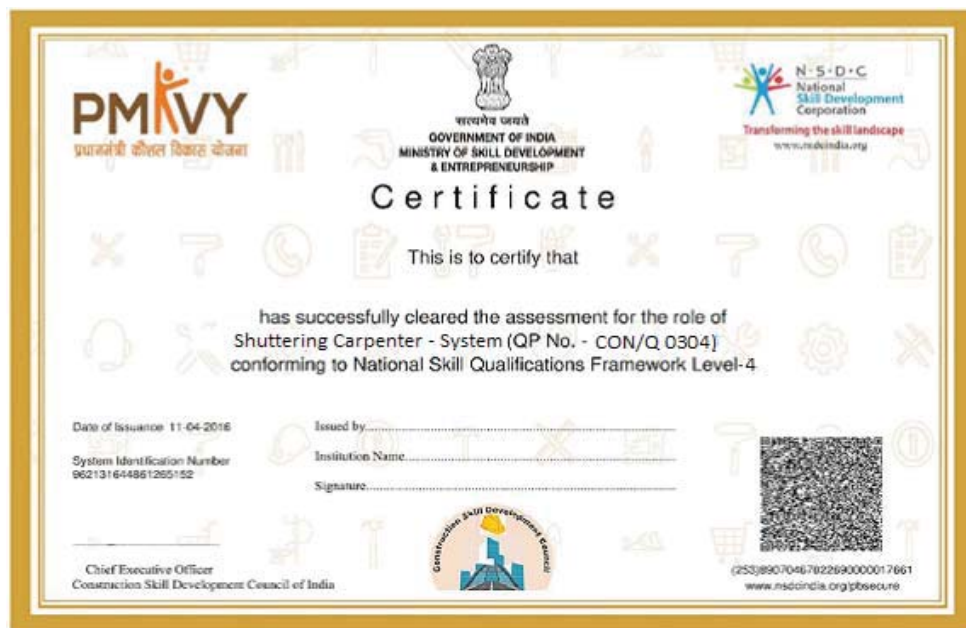 PMKVY
प्रधानमंत्री कौशल विकास योजना
सत्यमेव जयते
GOVERNMENT OF INDIA
MINISTRY OF SKILL DEVELOPMENT
& ENTREPRENEURSHIP
N·S·D·C
National
Skill Development
Corporation
Transforming the skill landscape
www.nsdcindia.org
Certificate
This is to certify that
has successfully cleared the assessment for the role of
Shuttering Carpenter - System (QP No. - CON/Q 0304)
conforming to National Skill Qualifications Framework Level-4
Date of Issuance 11-04-2016
System Identification Number
962131644861265152
Issued by
Institution Name
Signature
Chief Executive Officer
Construction Skill Development Council of India
Construction Skill Development Council
(253)89070467822690000017661
www.nsdcindia.org/pbsecure